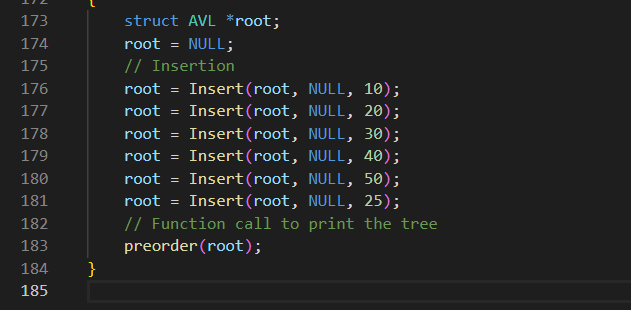 172 {
173 struct AVL *root;
174 root = NULL;
175 // Insertion
176 root = Insert(root, NULL, 10);
177 root = Insert(root, NULL, 20);
178 root = Insert(root, NULL, 30);
179 root = Insert(root, NULL, 40);
180 root = Insert(root, NULL, 50);
181 root = Insert(root, NULL, 25);
182 // Function call to print the tree
183 preorder(root);
184 }
185